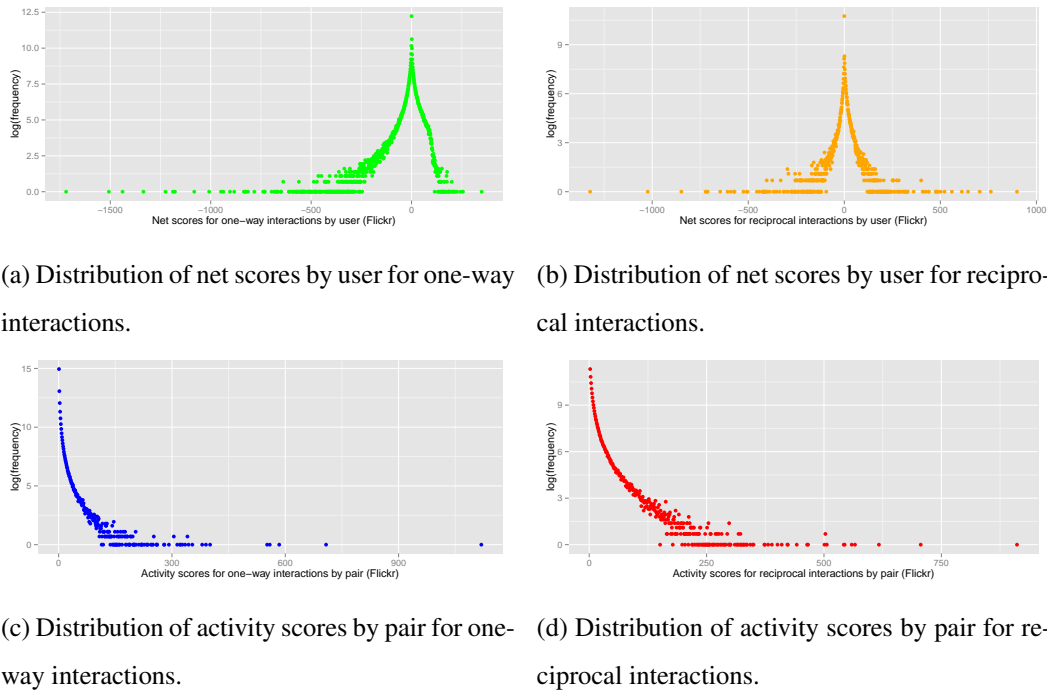 12.5
10.0
7.5
5.0
2.5
0.0
log(frequency)
−1500 −1000 −500 0
Net scores for one−way interactions by user (Flickr)
9
6
3
0
log(frequency)
−1000 −500 0 500 1000
Net scores for reciprocal interactions by user (Flickr)
(a) Distribution of net scores by user for one-way
interactions.
(b) Distribution of net scores by user for recipro-
cal interactions.
15
10
5
0
log(frequency)
0 300 600 900
Activity scores for one−way interactions by pair (Flickr)
9
6
3
0
log(frequency)
0 250 500 750
Activity scores for reciprocal interactions by pair (Flickr)
(c) Distribution of activity scores by pair for one-
way interactions.
(d) Distribution of activity scores by pair for re-
ciprocal interactions.